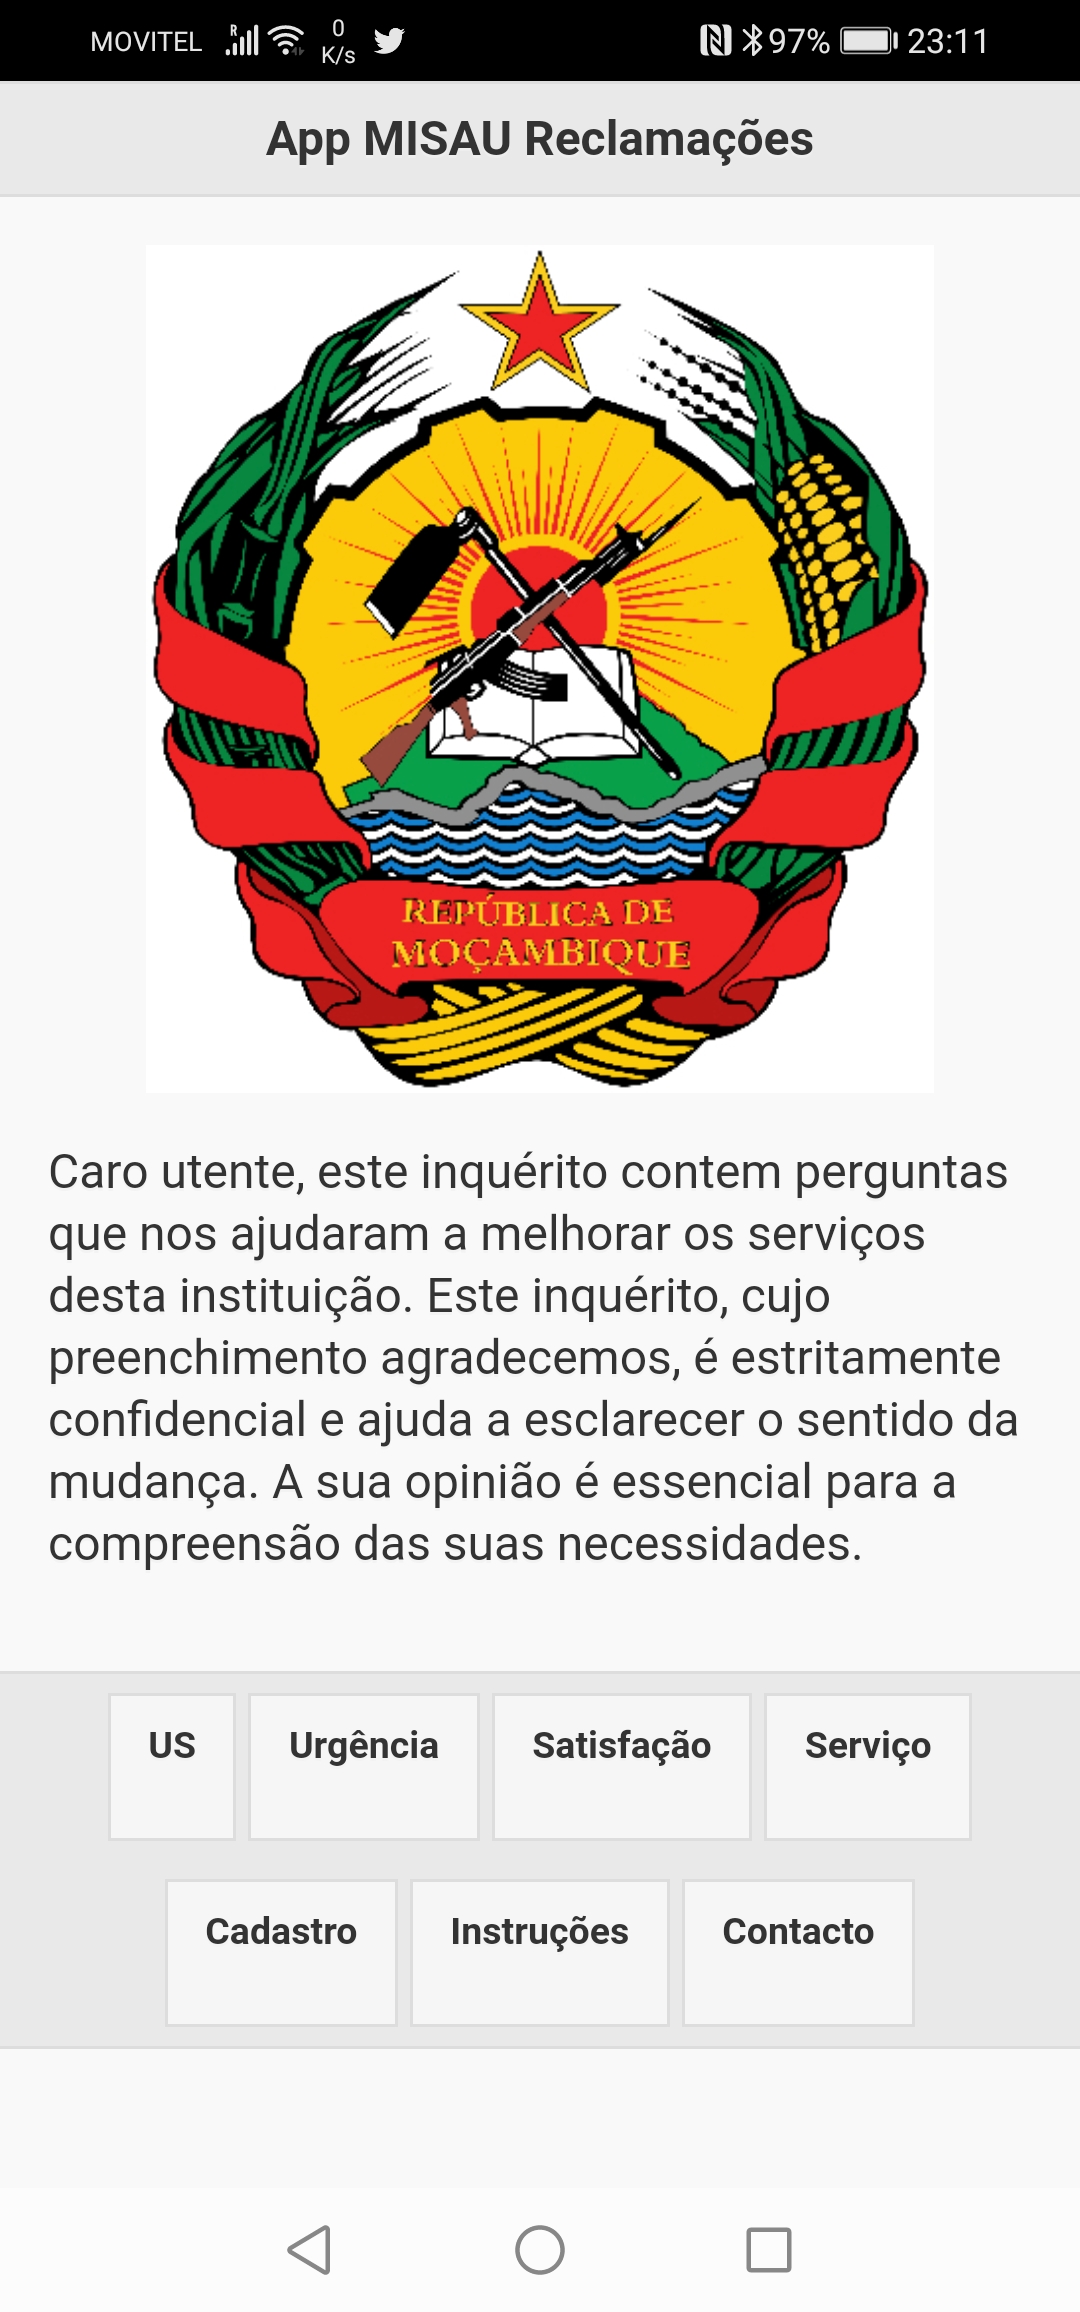 MOVITEL R 0 K/s 97% 23:11
App MISAU Reclamações
REPÚBLICA DE
MOÇAMBIQUE
Caro utente, este inquérito contem perguntas
que nos ajudaram a melhorar os serviços
desta instituição. Este inquérito, cujo
preenchimento agradecemos, é estritamente
confidencial e ajuda a esclarecer o sentido da
mudança. A sua opinião é essencial para a
compreensão das suas necessidades.
US Urgência Satisfação Serviço
Cadastro Instruções Contacto